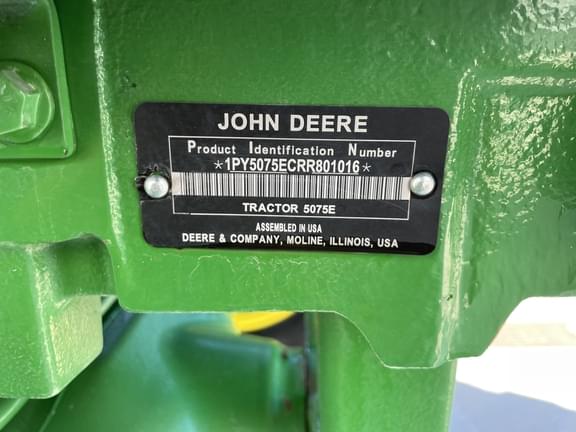 JOHN DEERE
Product Identification Number
*1PY5075ECRR801016*
TRACTOR 5075E
ASSEMBLED IN USA
DEERE & COMPANY, MOLINE, ILLINOIS, USA